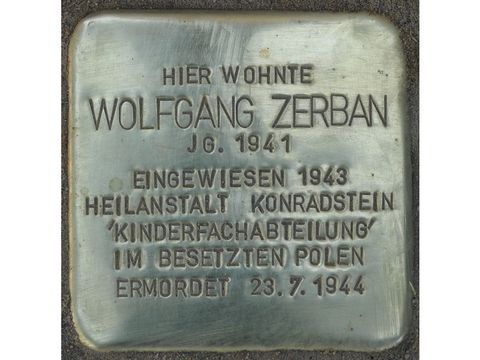 HIER WOHNTE
WOLFGANG ZERBAN
JG. 1941
EINGEWIESEN 1943
HEILANSTALT KONRADSTEIN
'KINDERFACHABTEILUNG'
IM BESETZTEN POLEN
ERMORDET 23.7.1944